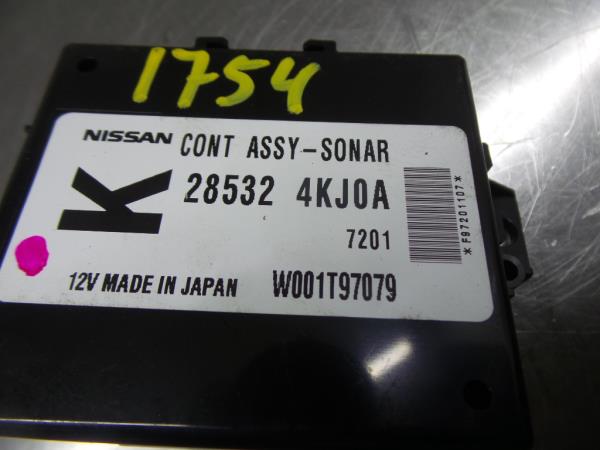 1754
NISSAN CONT ASSY-SONAR
K 28532 4KJ0A
7201
12V MADE IN JAPAN W001T97079
*F97201107*